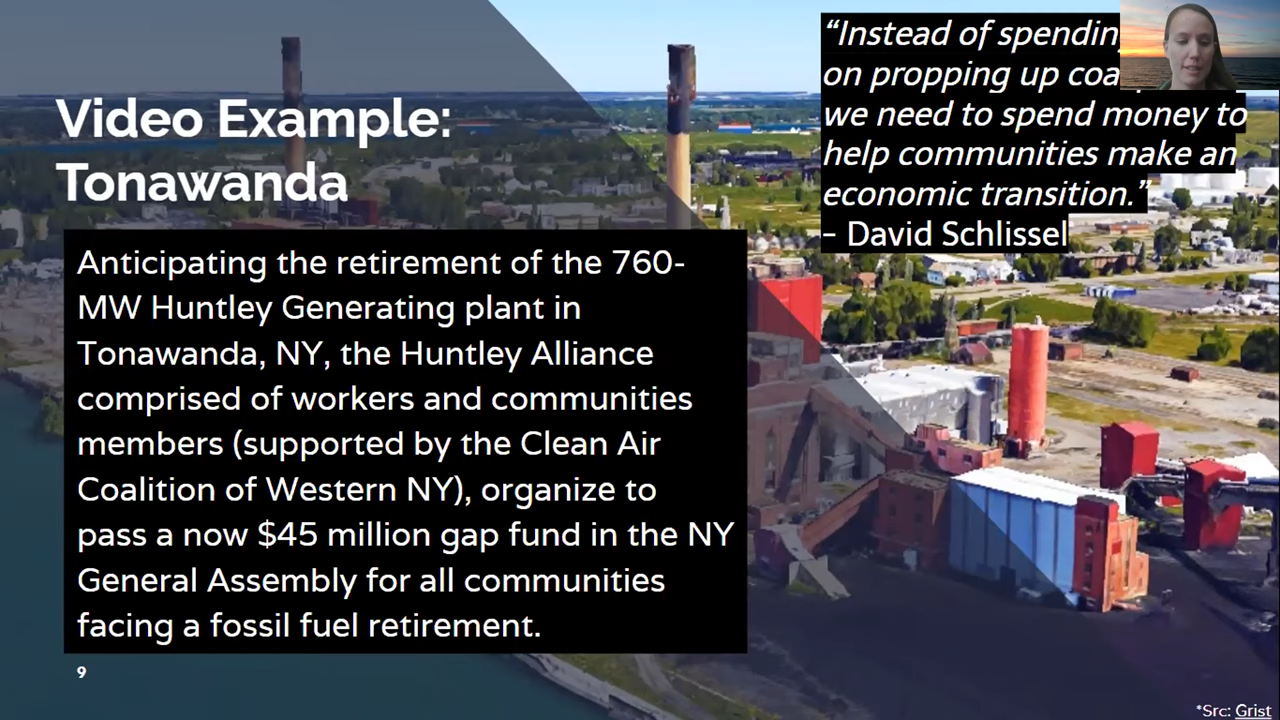 Video Example:
Tonawanda
Anticipating the retirement of the 760-
MW Huntley Generating plant in
Tonawanda, NY, the Huntley Alliance
comprised of workers and communities
members (supported by the Clean Air
Coalition of Western NY), organize to
pass a now $45 million gap fund in the NY
General Assembly for all communities
facing a fossil fuel retirement.
9
“Instead of
on propping up
we need to spend money to
help communities make an
economic transition.”
– David Schlissel
*Src: Grist